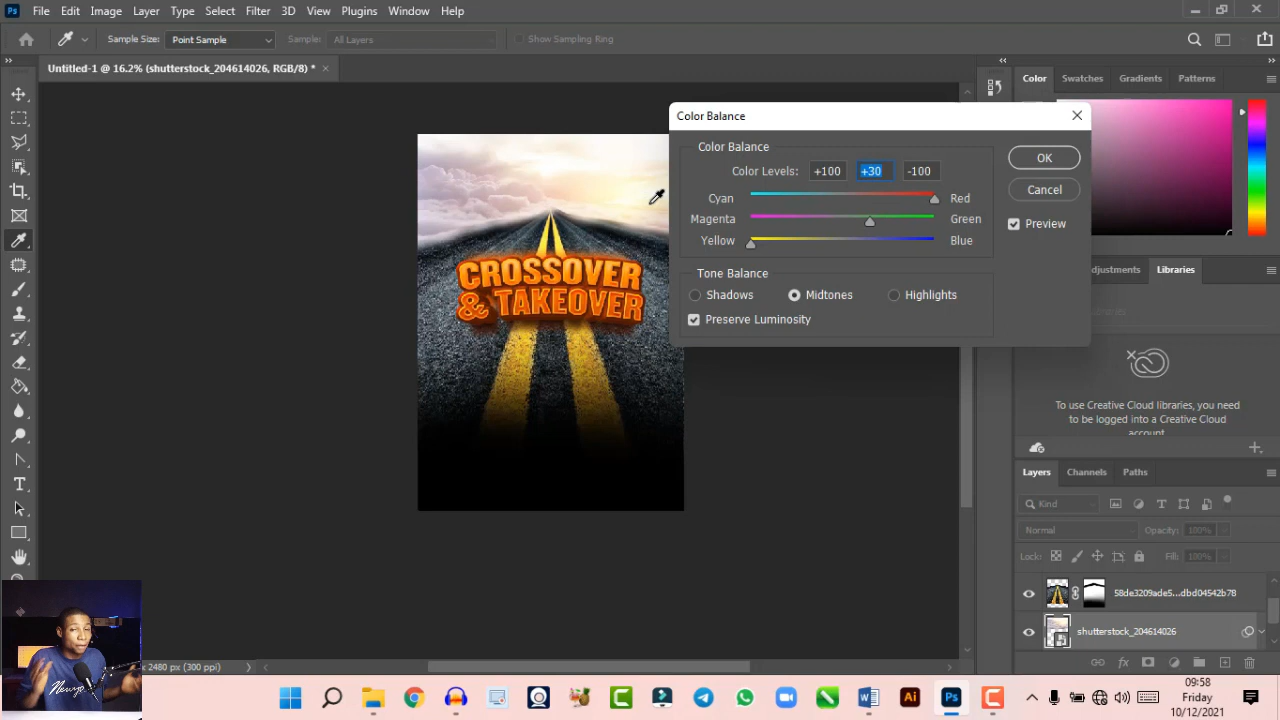 Ps File Edit Image Layer Type Select Filter 3D View Plugins Window Help
Sample Size: Point Sample Sample: All Layers Show Sampling Ring
Untitled-1 @ 16.2% (shutterstock_204614026, RGB/8) *
Color Swatches Gradients Patterns
Color Balance
Color Balance
Color Levels: +100 +30 -100
Cyan Red
Magenta Green
Yellow Blue
OK
Cancel
Preview
Tone Balance
Shadows Midtones Highlights
Preserve Luminosity
CROSSOVER
& TAKEOVER
djustments Libraries
To use Creative Cloud libraries, you need
to be logged into a Creative Cloud
account.
Layers Channels Paths
Kind
Normal Opacity: 100%
Lock: Fill: 100%
58de3209ade5...dbd04542b78
shutterstock_204614026
fx
2480 px (300 ppi)
Ai Ps
09:58
Friday
10/12/2021